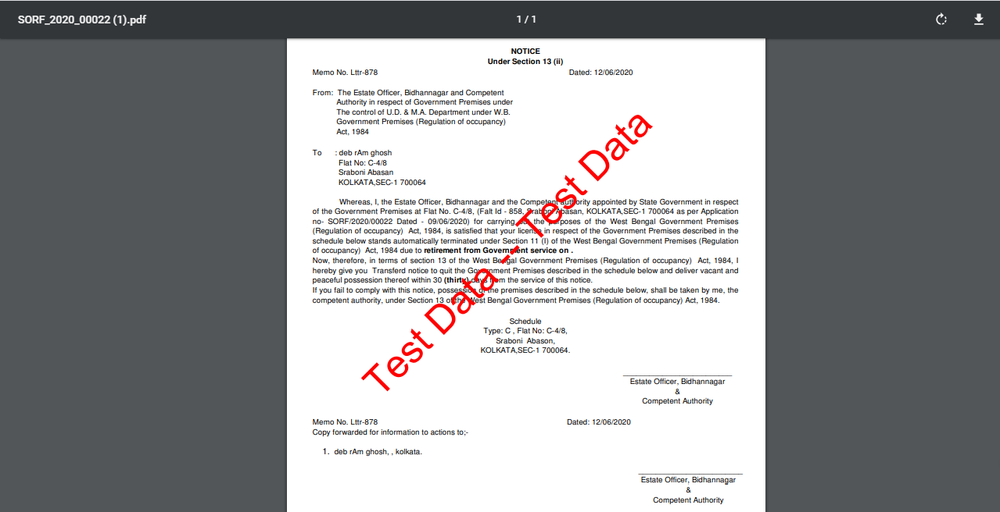 SORF_2020_00022 (1).pdf
1 / 1
NOTICE
Under Section 13 (ii)
Memo No. Lttr-878 Dated: 12/06/2020
From: The Estate Officer, Bidhannagar and Competent
Authority in respect of Government Premises under
The control of U.D. & M.A. Department under W.B.
Government Premises (Regulation of occupancy)
Act, 1984
To : deb rAm ghosh
Flat No: C-4/8
Sraboni Abasan
KOLKATA,SEC-1 700064
Whereas, I, the Estate Officer, Bidhannagar and the Competent authority appointed by State Government in respect
of the Government Premises at Flat No. C-4/8, (Falt Id - 858, Sraboni Abasan, KOLKATA,SEC-1 700064 as per Application
no- SORF/2020/00022 Dated - 09/06/2020) for carrying out the purposes of the West Bengal Government Premises
(Regulation of occupancy) Act, 1984, is satisfied that your license in respect of the Government Premises described in the
schedule below stands automatically terminated under Section 11 (I) of the West Bengal Government Premises (Regulation
of occupancy) Act, 1984 due to retirement from Government service on .
Now, therefore, in terms of section 13 of the West Bengal Government Premises (Regulation of occupancy) Act, 1984, I
hereby give you Transferd notice to quit the Government Premises described in the schedule below and deliver vacant and
peaceful possession thereof within 30 (thirty) days from the service of this notice.
If you fail to comply with this notice, possession of the premises described in the schedule below, shall be taken by me, the
competent authority, under Section 13 of the West Bengal Government Premises (Regulation of occupancy) Act, 1984.
Schedule
Type: C , Flat No: C-4/8,
Sraboni Abason,
KOLKATA,SEC-1 700064.
Estate Officer, Bidhannagar
&
Competent Authority
Memo No. Lttr-878 Dated: 12/06/2020
Copy forwarded for information to actions to;-
1. deb rAm ghosh, , kolkata.
Estate Officer, Bidhannagar
&
Competent Authority
Test Data -- Test Data